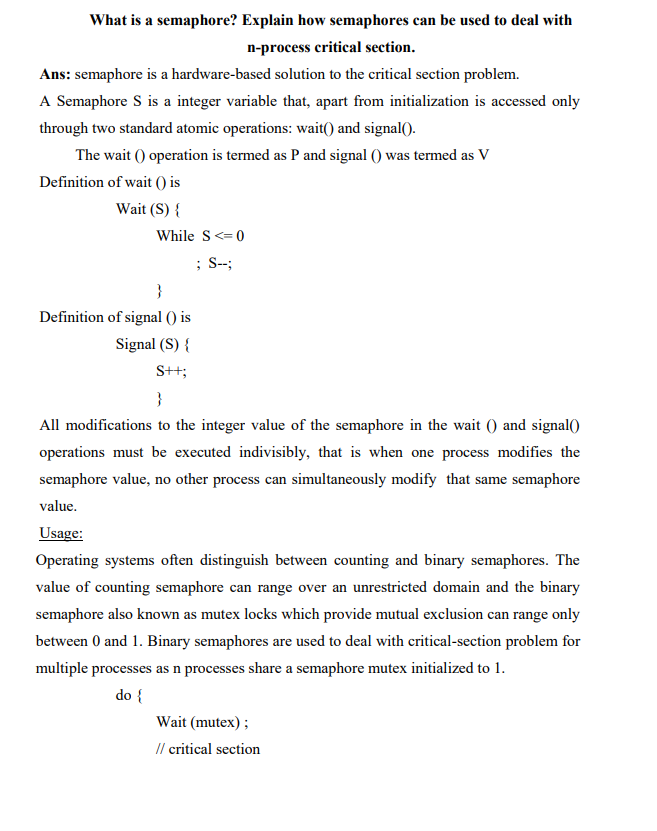 What is a semaphore? Explain how semaphores can be used to deal with
n-process critical section.
Ans: semaphore is a hardware-based solution to the critical section problem.
A Semaphore S is a integer variable that, apart from initialization is accessed only
through two standard atomic operations: wait() and signal().
The wait () operation is termed as P and signal () was termed as V
Definition of wait () is
Wait (S) {
While S <= 0
; S--;
}
Definition of signal () is
Signal (S) {
S++;
}
All modifications to the integer value of the semaphore in the wait () and signal()
operations must be executed indivisibly, that is when one process modifies the
semaphore value, no other process can simultaneously modify that same semaphore
value.
Usage:
Operating systems often distinguish between counting and binary semaphores. The
value of counting semaphore can range over an unrestricted domain and the binary
semaphore also known as mutex locks which provide mutual exclusion can range only
between 0 and 1. Binary semaphores are used to deal with critical-section problem for
multiple processes as n processes share a semaphore mutex initialized to 1.
do {
Wait (mutex) ;
// critical section